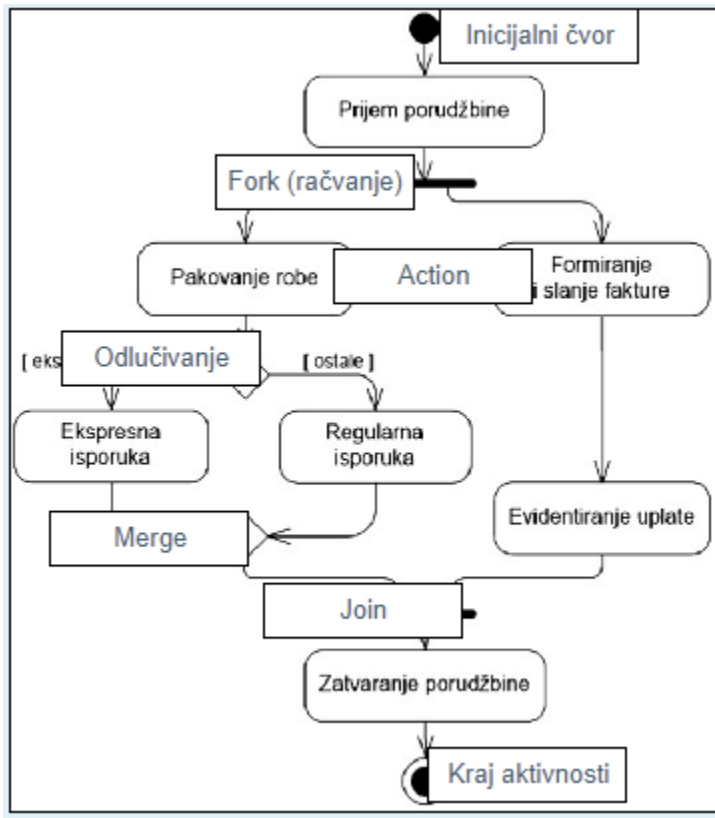 Inicijalni čvor
Prijem porudžbine
Fork (račvanje)
Pakovanje robe
Action
Formiranje
i slanje fakture
[ eks
Odlučivanje
[ ostale ]
Ekspresna
isporuka
Regularna
isporuka
Merge
Evidentiranje uplate
Join
Zatvaranje porudžbine
Kraj aktivnosti